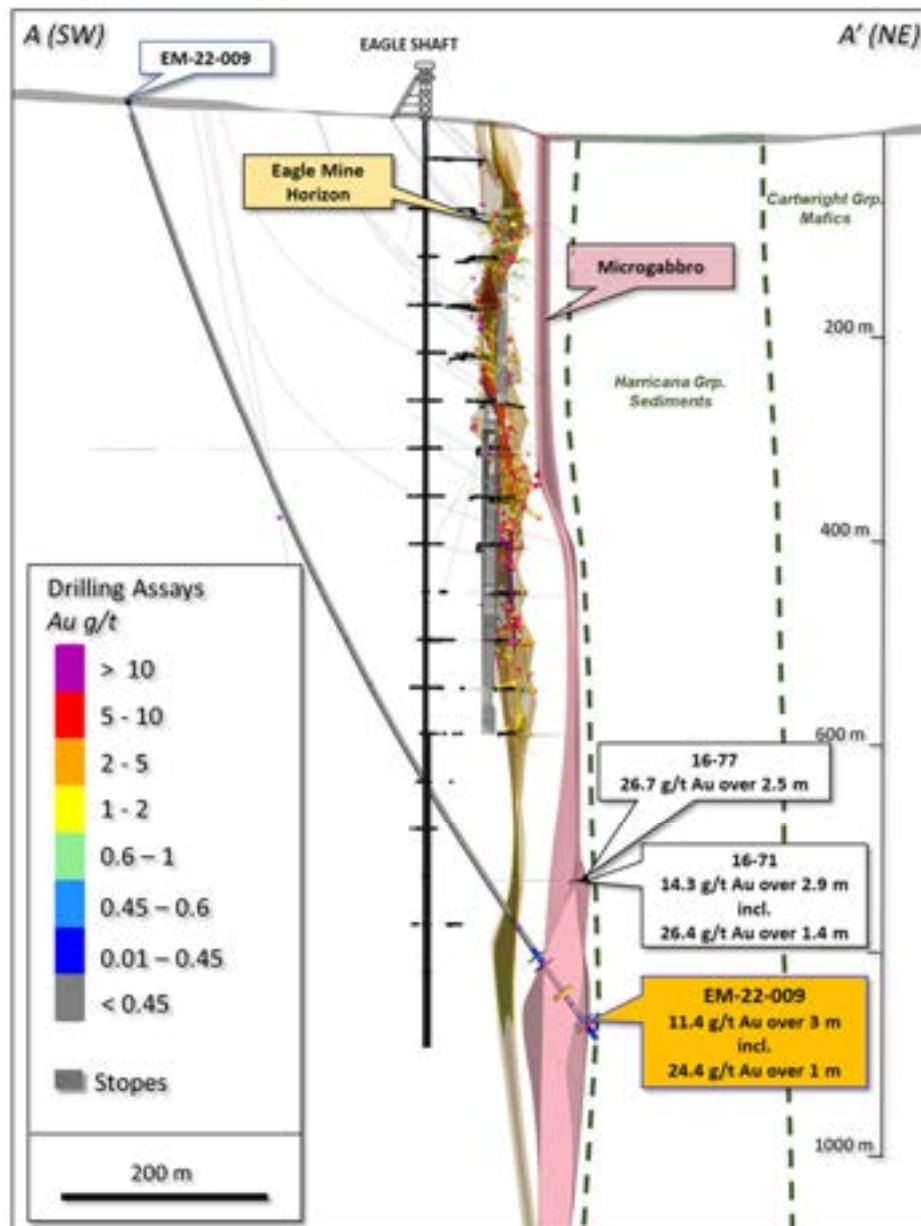 A (SW)
A' (NE)
EAGLE SHAFT
EM-22-009
Eagle Mine
Horizon
Cartwright Grp.
Mafics
Microgabbro
200 m
Harricana Grp.
Sediments
400 m
Drilling Assays
Au g/t
> 10
5 - 10
2 - 5
1 - 2
0.6 – 1
0.45 – 0.6
0.01 – 0.45
< 0.45
Stopes
200 m
600 m
16-77
26.7 g/t Au over 2.5 m
16-71
14.3 g/t Au over 2.9 m
incl.
26.4 g/t Au over 1.4 m
EM-22-009
11.4 g/t Au over 3 m
incl.
24.4 g/t Au over 1 m
1000 m